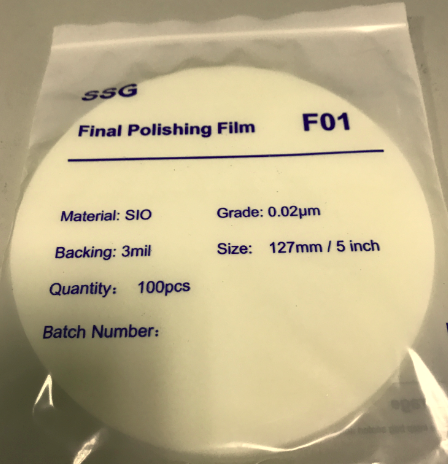 SSG
Final Polishing Film F01
Material: SIO Grade: 0.02μm
Backing: 3mil Size: 127mm / 5 inch
Quantity： 100pcs
Batch Number：